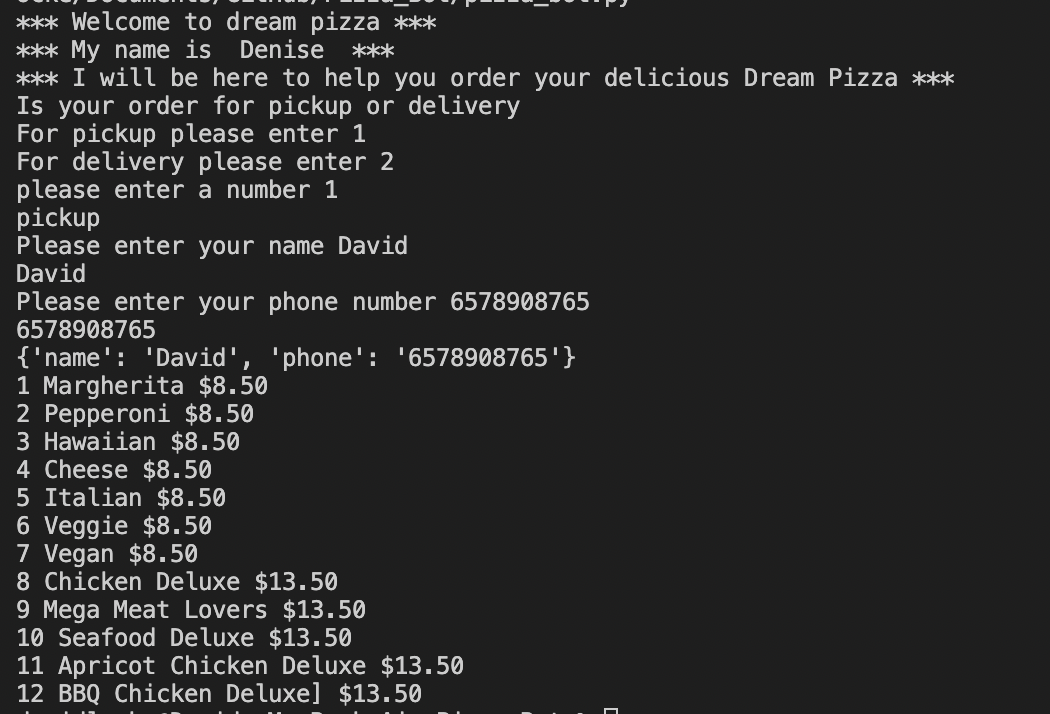 *** Welcome to dream pizza ***
*** My name is  Denise  ***
*** I will be here to help you order your delicious Dream Pizza ***
Is your order for pickup or delivery
For pickup please enter 1
For delivery please enter 2
please enter a number 1
pickup
Please enter your name David
David
Please enter your phone number 6578908765
6578908765
{'name': 'David', 'phone': '6578908765'}
1 Margherita $8.50
2 Pepperoni $8.50
3 Hawaiian $8.50
4 Cheese $8.50
5 Italian $8.50
6 Veggie $8.50
7 Vegan $8.50
8 Chicken Deluxe $13.50
9 Mega Meat Lovers $13.50
10 Seafood Deluxe $13.50
11 Apricot Chicken Deluxe $13.50
12 BBQ Chicken Deluxe] $13.50